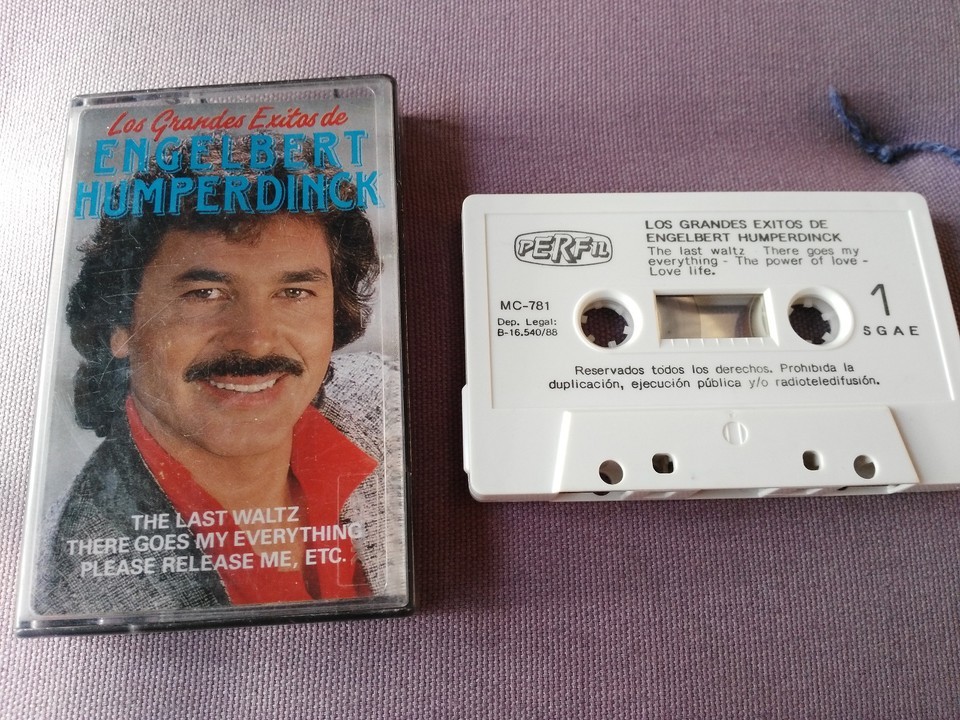 Los Grandes Exitos de
ENGELBERT
HUMPERDINCK
THE LAST WALTZ
THERE GOES MY EVERYTHING
PLEASE RELEASE ME, ETC.
PERFIL
LOS GRANDES EXITOS DE
ENGELBERT HUMPERDINCK
The last waltz There goes my
everything - The power of love -
Love life.
MC-781
Dep. Legal:
B-16.540/88
1
SGAE
Reservados todos los derechos. Prohibida la
duplicación, ejecución pública y/o radioteledifusión.